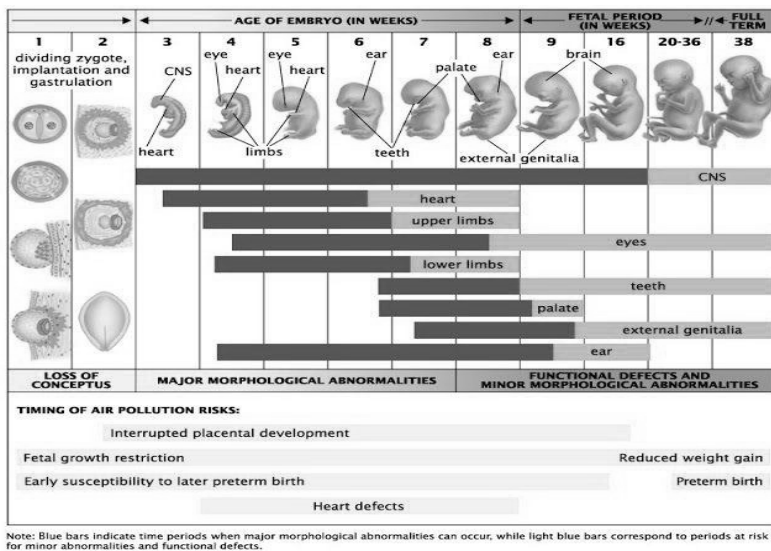 AGE OF EMBRYO (IN WEEKS)
FETAL PERIOD (IN WEEKS)
FULL TERM
1 2 3 4 5 6 7 8 9 16 20-36 38
dividing zygote,
implantation and
gastrulation
CNS
heart
eye
heart
limbs
eye
heart
ear
teeth
palate
ear
external genitalia
brain
CNS
heart
upper limbs
eyes
lower limbs
teeth
palate
external genitalia
ear
LOSS OF
CONCEPTUS
MAJOR MORPHOLOGICAL ABNORMALITIES
FUNCTIONAL DEFECTS AND
MINOR MORPHOLOGICAL ABNORMALITIES
TIMING OF AIR POLLUTION RISKS:
Interrupted placental development
Fetal growth restriction
Reduced weight gain
Early susceptibility to later preterm birth
Preterm birth
Heart defects
Note: Blue bars indicate time periods when major morphological abnormalities can occur, while light blue bars correspond to periods at risk
for minor abnormalities and functional defects.